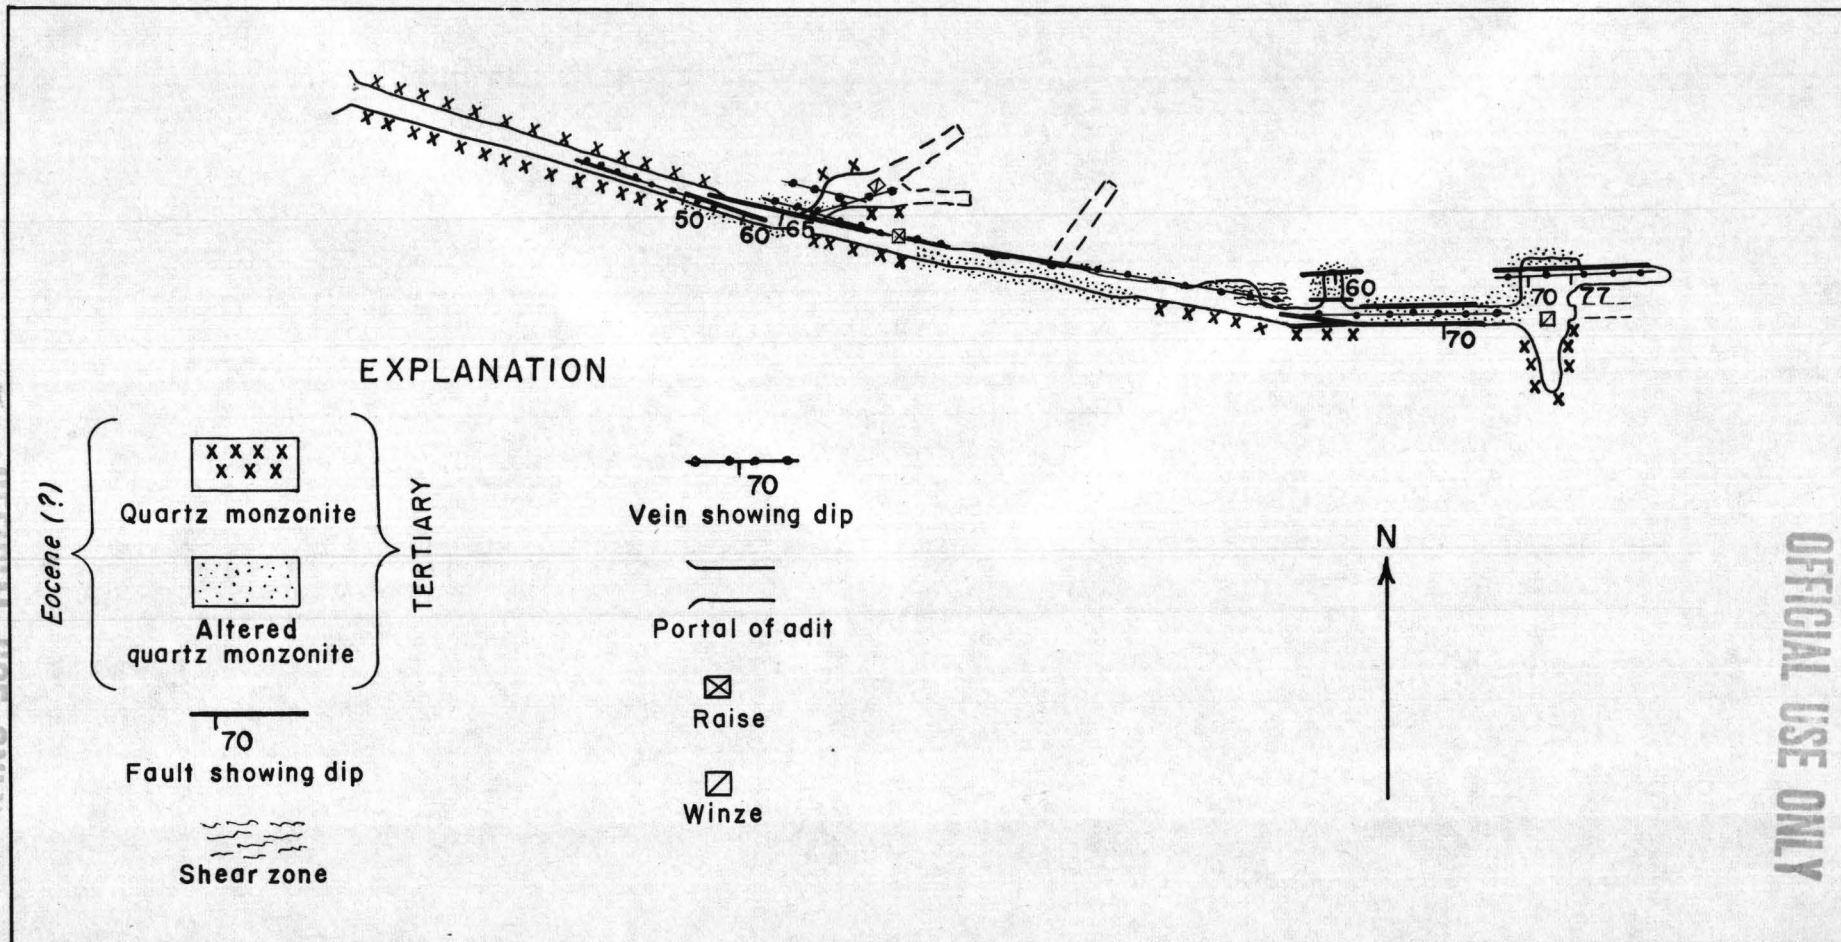 50
60
65
60
70
77
70
EXPLANATION
Eocene (?)
Quartz monzonite
Altered
quartz monzonite
TERTIARY
70
Fault showing dip
Shear zone
70
Vein showing dip
Portal of adit
Raise
Winze
N
OFFICIAL USE ONLY